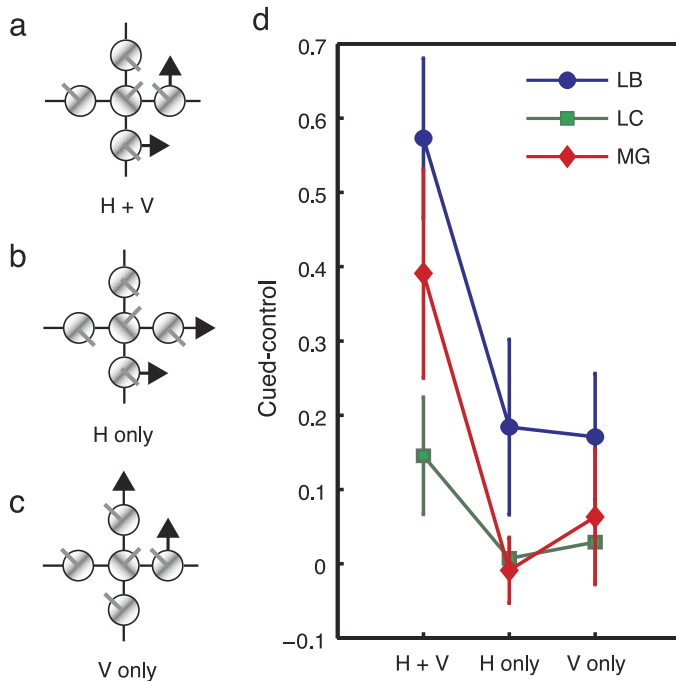 a
H + V
b
H only
c
V only
d
0.7
0.6
0.5
0.4
0.3
0.2
0.1
0
−0.1
Cued-control
LB
LC
MG
H + V H only V only